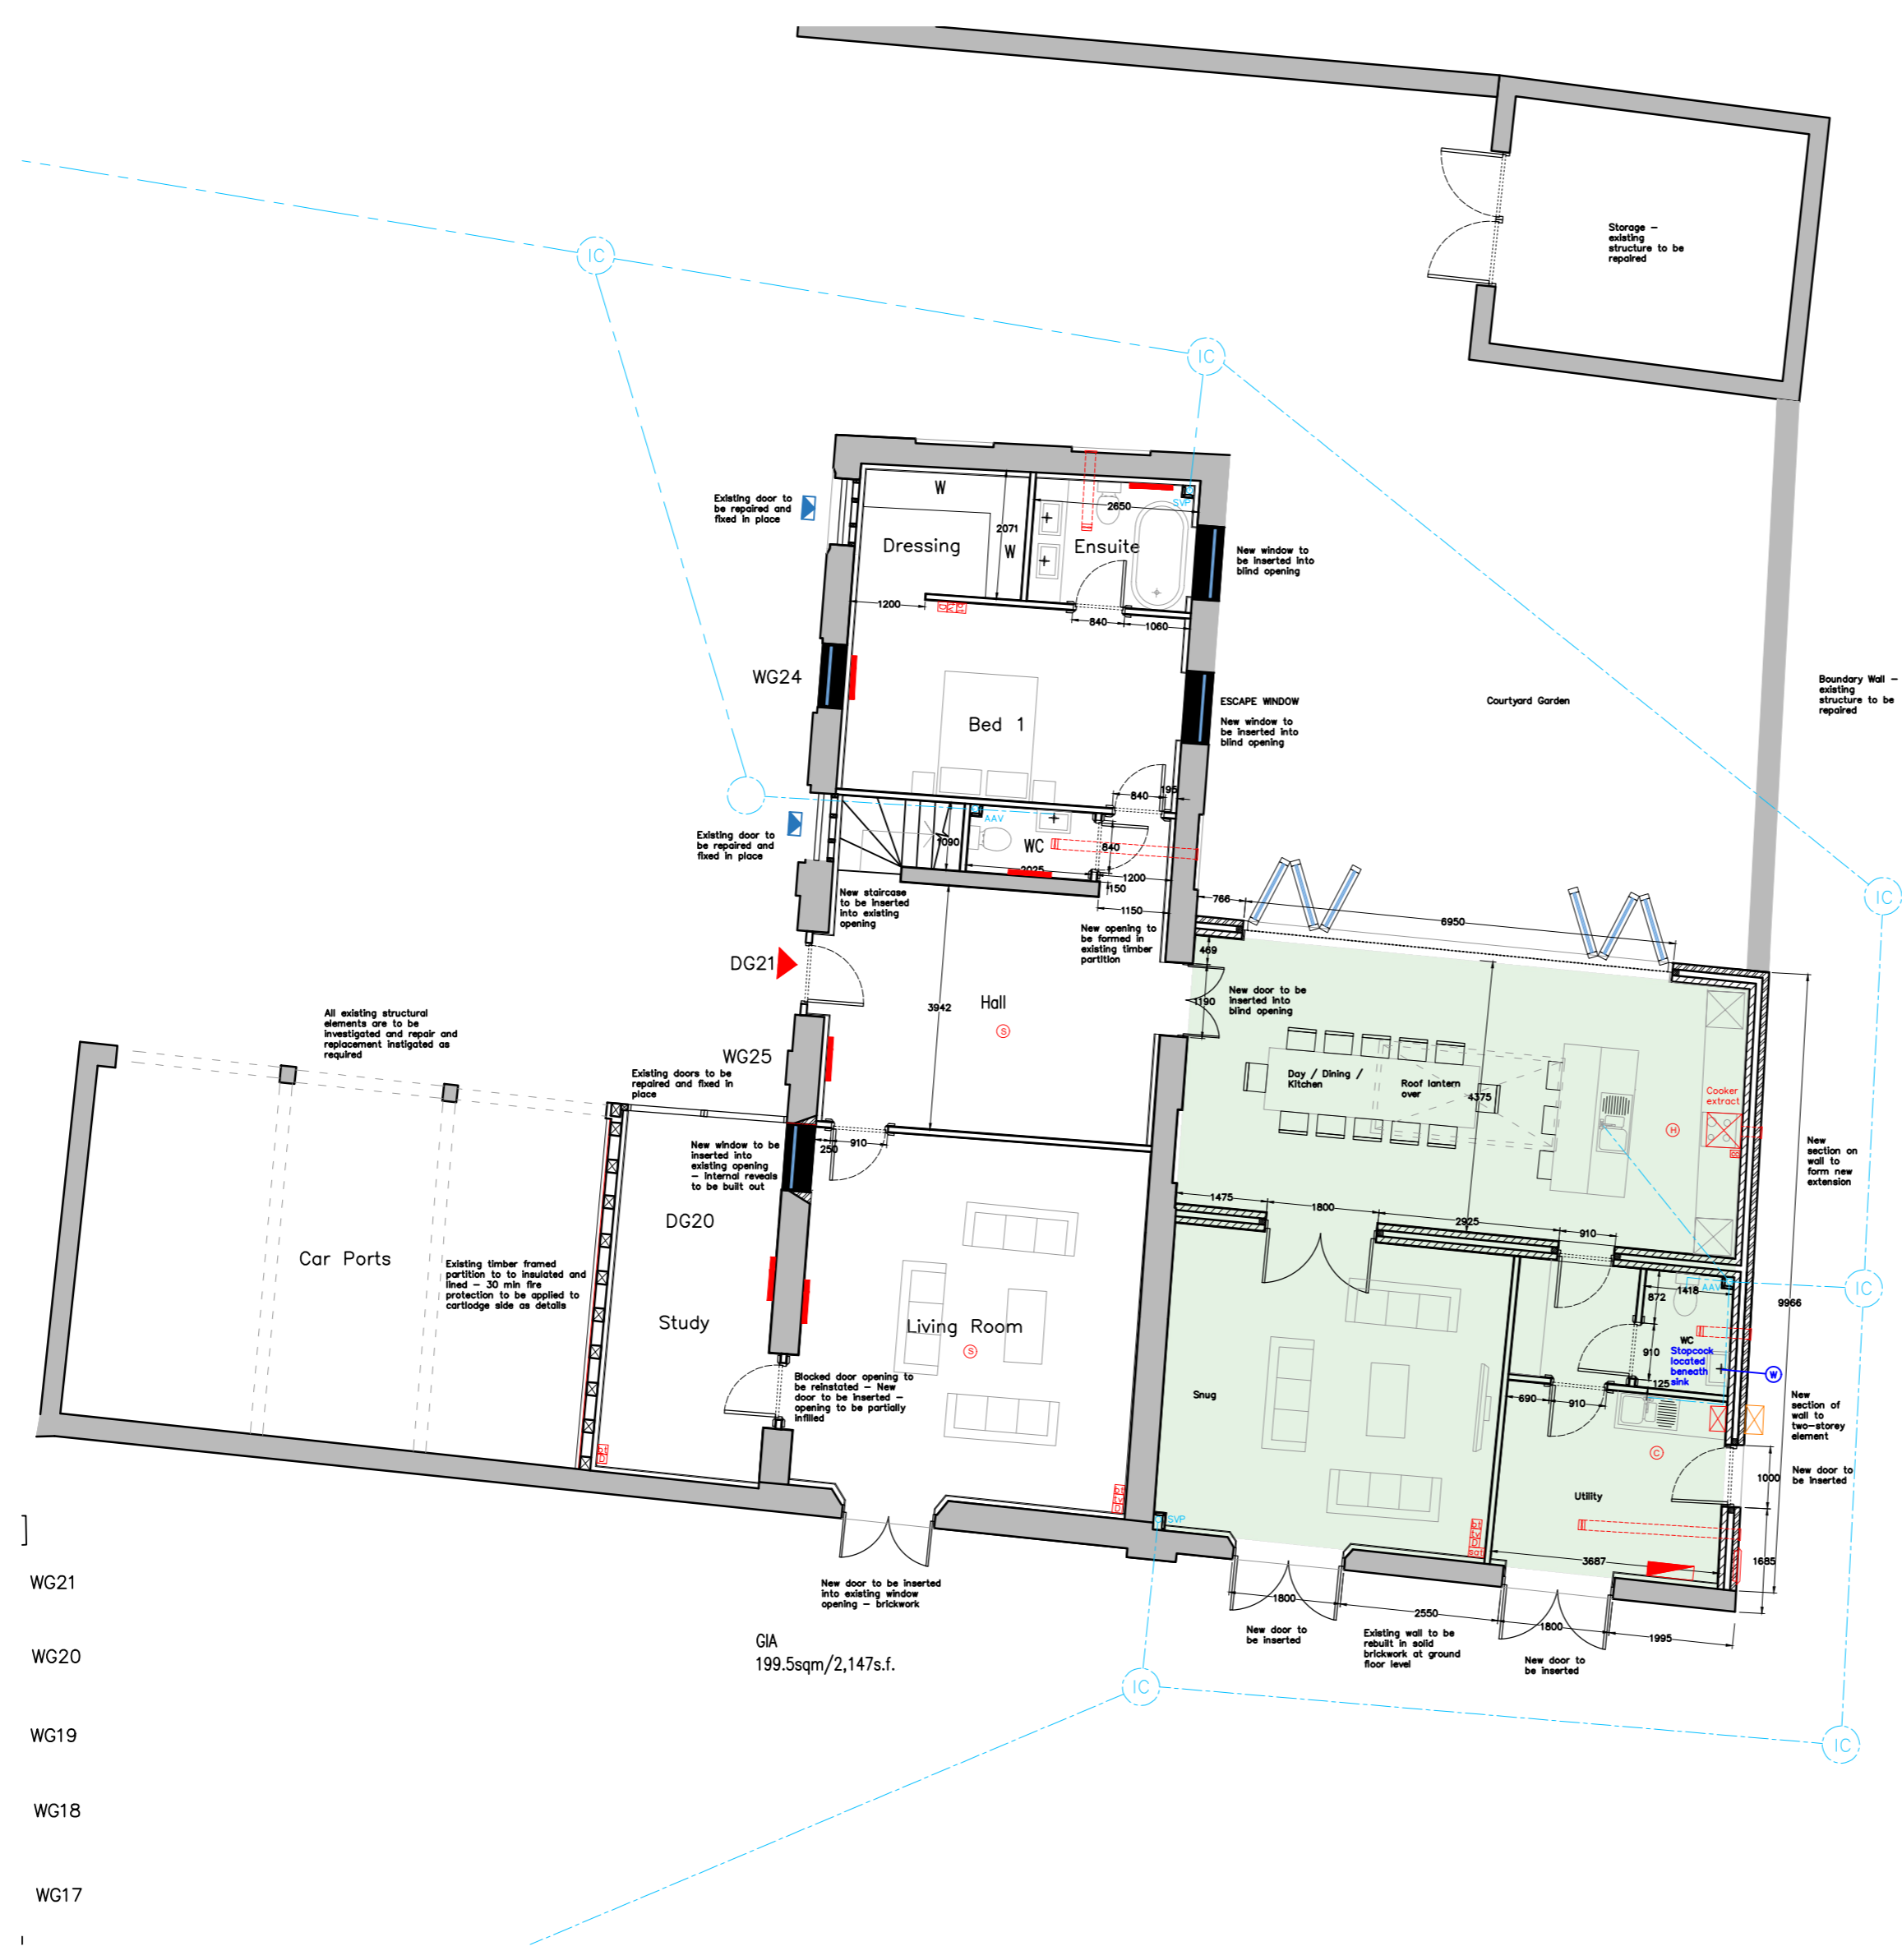 IC
IC
Storage –
existing
structure to be
repaired
Existing door to
be repaired and
fixed in place
W
W
Dressing
2071
2650
SVP
Ensuite
New window to
be inserted into
blind opening
1200
840
1060
WG24
Bed 1
ESCAPE WINDOW
New window to
be inserted into
blind opening
Courtyard Garden
Boundary Wall –
existing
structure to be
repaired
840
195
Existing door to
be repaired and
fixed in place
1090
AAV
WC
840
2025
1200
150
1150
New staircase
to be inserted
into existing
opening
New opening to
be formed in
existing timber
partition
766
6950
IC
469
DG21
Hall
S
3942
1190
New door to be
inserted into
blind opening
All existing structural
elements are to be
investigated and repair and
replacement instigated as
required
WG25
Existing doors to be
repaired and fixed in
place
Day / Dining /
Kitchen
Roof lantern
over
4375
Cooker
extract
H
New window to be
inserted into
existing opening
– internal reveals
to be built out
250
910
New
section on
wall to
form new
extension
1475
1800
2925
910
DG20
Car Ports
Existing timber framed
partition to to insulated and
lined – 30 min fire
protection to be applied to
cartlodge side as details
Study
Living Room
S
872
1418
AAV
IC
9966
WC
Stopcock
located
beneath
sink
910
125
W
Blocked door opening to
be reinstated – New
door to be inserted –
opening to be partially
infilled
Snug
690
910
New
section of
wall to
two-storey
element
C
1000
New door to
be inserted
Utility
bt
D
bt
tv
D
SVP
bt
tv
D
sat
3687
1685
WG21
New door to be inserted
into existing window
opening – brickwork
1800
2550
1800
1995
New door to
be inserted
Existing wall to be
rebuilt in solid
brickwork at ground
floor level
New door to
be inserted
GIA
199.5sqm/2,147s.f.
WG20
IC
IC
WG19
WG18
WG17